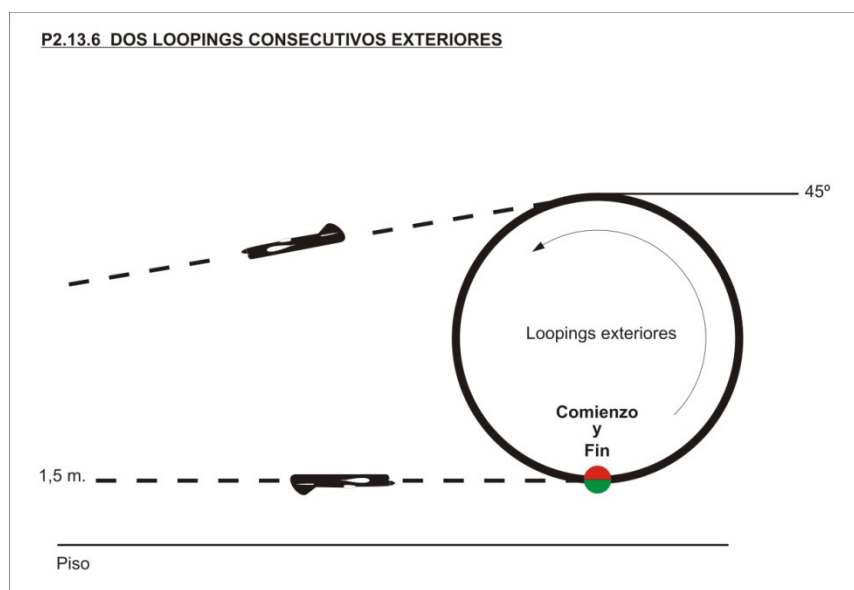 P2.13.6 DOS LOOPINGS CONSECUTIVOS EXTERIORES
45º
Loopings exteriores
Comienzo
y
Fin
1,5 m.
Piso